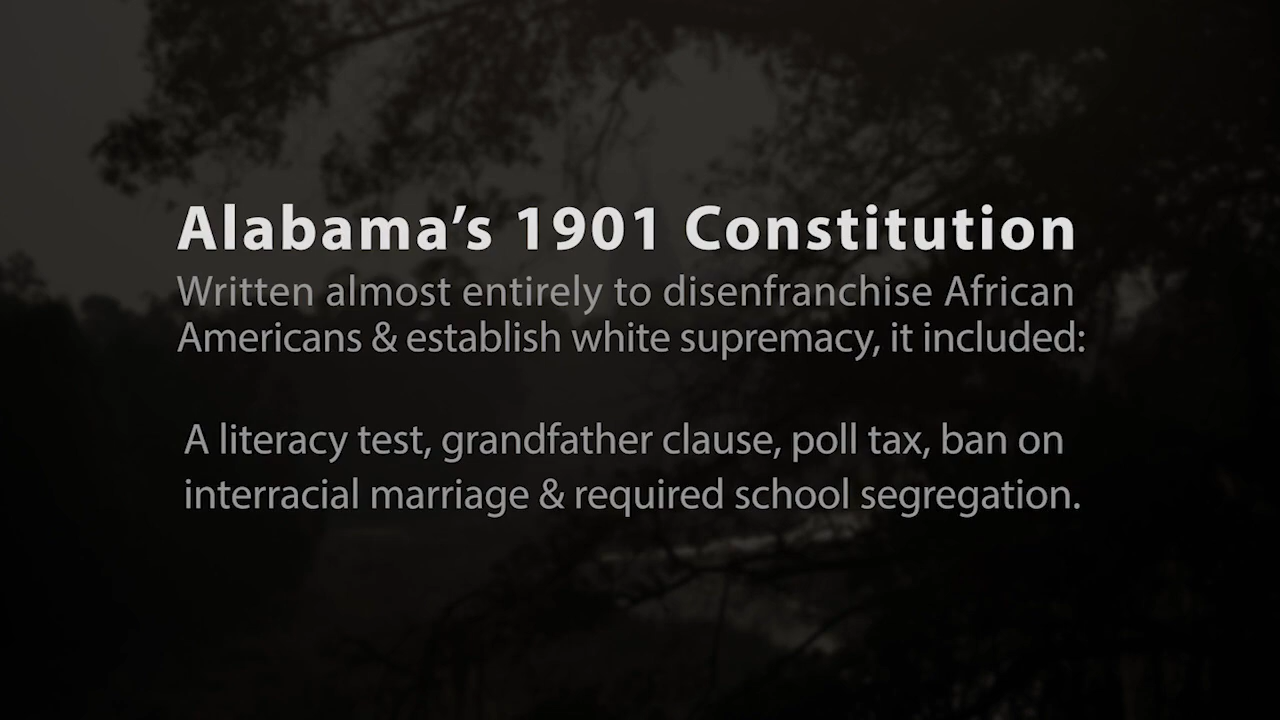 Alabama’s 1901 Constitution
Written almost entirely to disenfranchise African
Americans & establish white supremacy, it included:
A literacy test, grandfather clause, poll tax, ban on
interracial marriage & required school segregation.